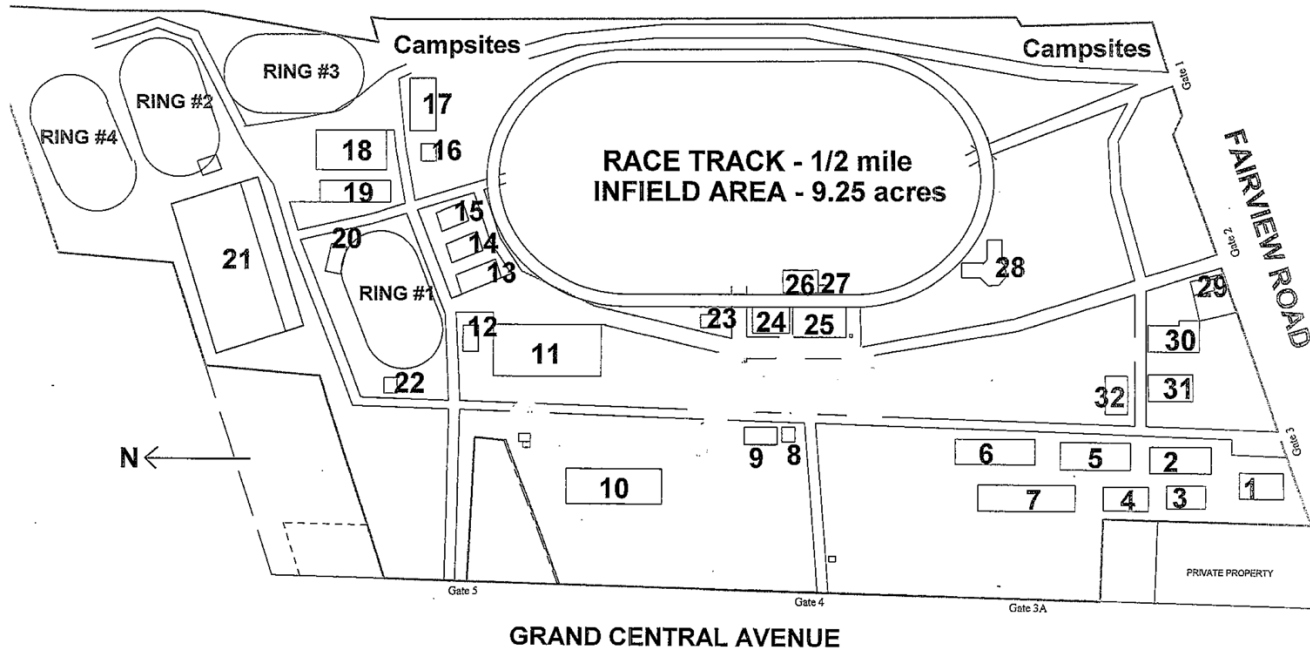 Campsites
Campsites
Gate 1
RING #3
RING #2
RING #4
17
16
18
19
RACE TRACK - 1/2 mile
INFIELD AREA - 9.25 acres
FAIRVIEW ROAD
Gate 2
15
14
13
20
21
RING #1
28
26-27
29
23
24
25
12
11
30
22
31
32
Gate 3
N
9
8
6
5
2
10
7
4
3
1
PRIVATE PROPERTY
Gate 5
Gate 4
Gate 3A
GRAND CENTRAL AVENUE